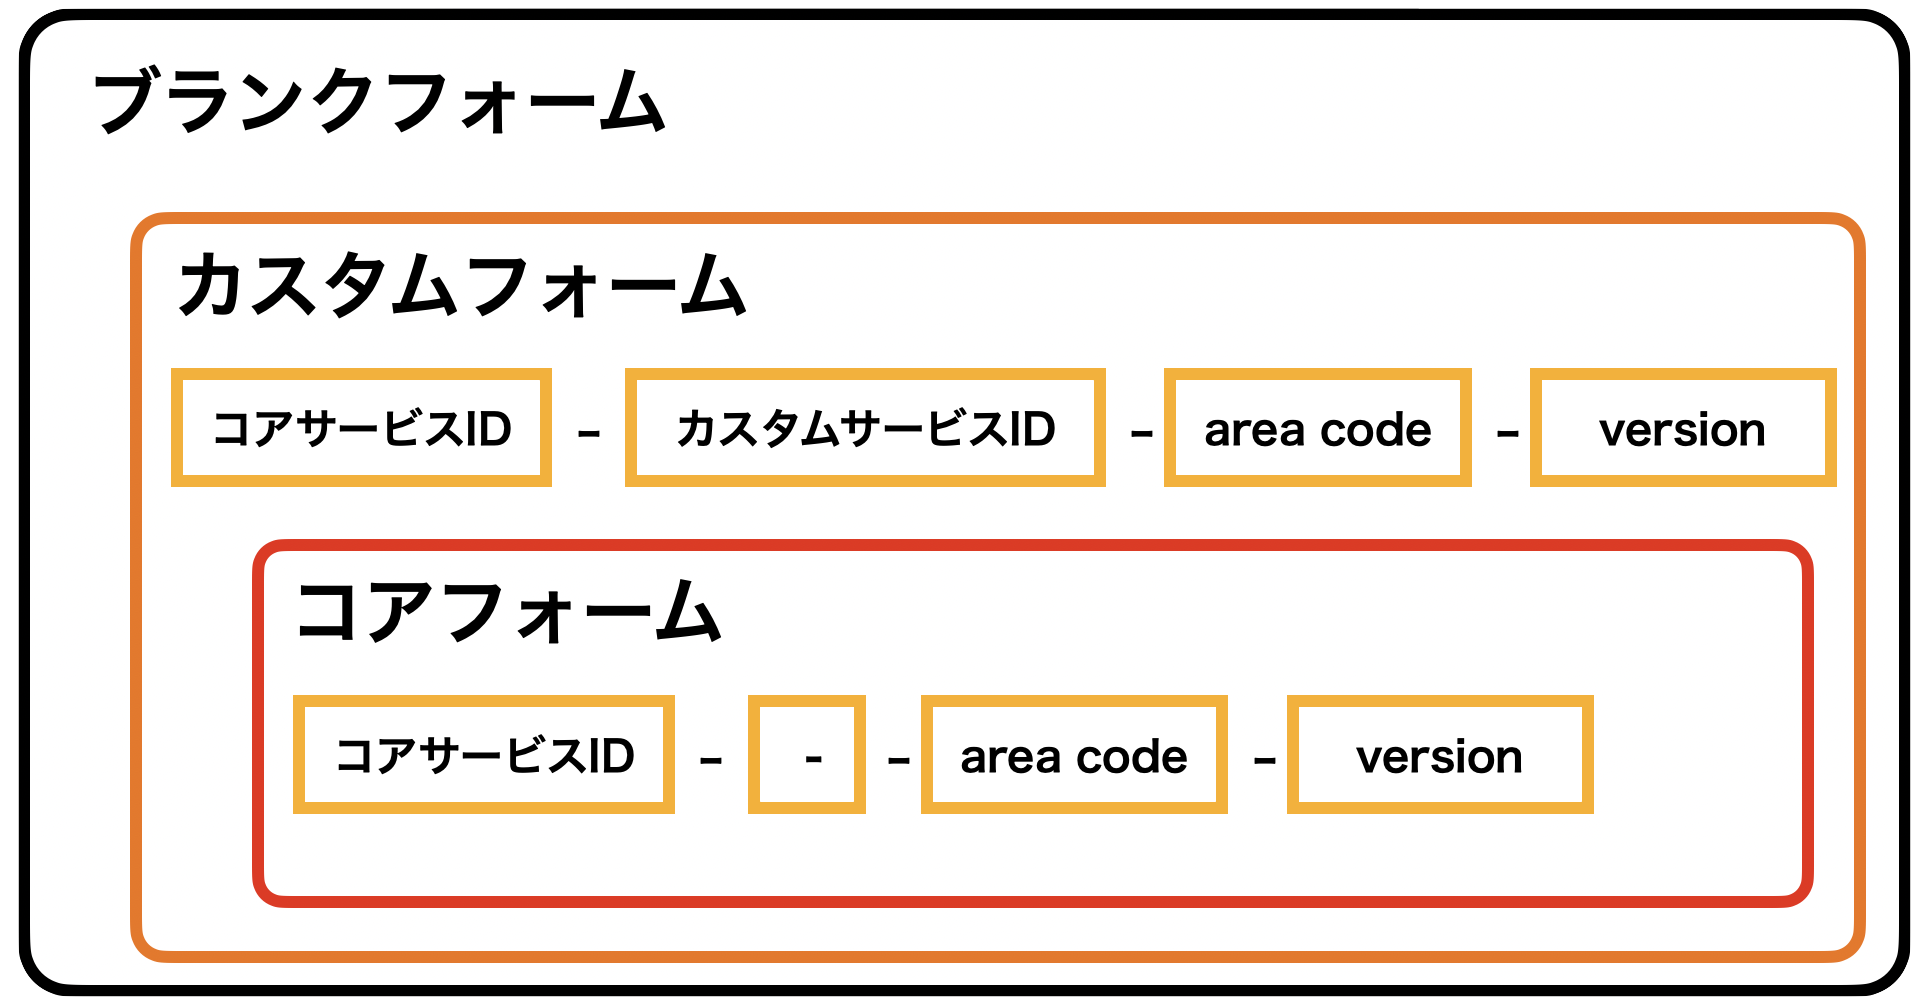 ブランクフォーム
カスタムフォーム
コアサービスID - カスタムサービスID - area code - version
コアフォーム
コアサービスID - - - area code - version